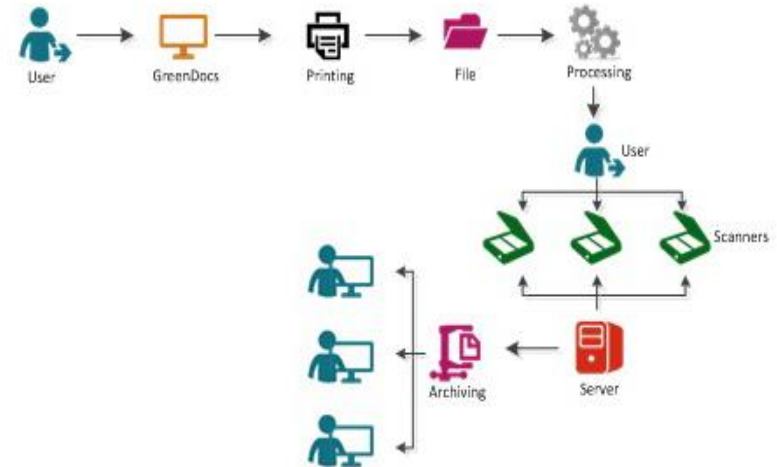 User
GreenDocs
Printing
File
Processing
User
Scanners
Server
Archiving